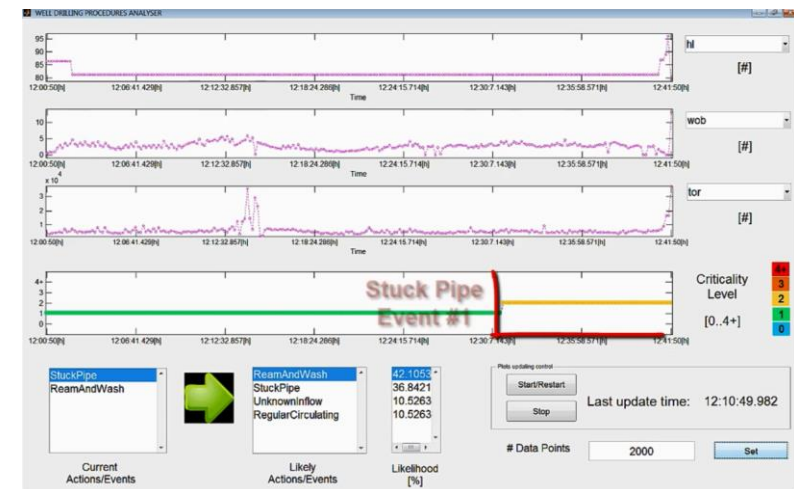 WELL DRILLING PROCEDURES ANALYSER
95
90
85
80
12:00:50[h] 12:06:41.429[h] 12:12:32.857[h] 12:18:24.286[h] 12:24:15.714[h] 12:30:7.143[h] 12:35:58.571[h] 12:41:50[h]
Time
hl
[#]
10
5
0
12:00:50[h] 12:06:41.429[h] 12:12:32.857[h] 12:18:24.286[h] 12:24:15.714[h] 12:30:7.143[h] 12:35:58.571[h] 12:41:50[h]
Time
wob
[#]
x 10⁴
3
2
1
12:00:50[h] 12:06:41.429[h] 12:12:32.857[h] 12:18:24.286[h] 12:24:15.714[h] 12:30:7.143[h] 12:35:58.571[h] 12:41:50[h]
Time
tor
[#]
4+
3
2
1
0
Stuck Pipe
Event #1
12:00:50[h] 12:06:41.429[h] 12:12:32.857[h] 12:18:24.286[h] 12:24:15.714[h] 12:30:7.143[h] 12:35:58.571[h] 12:41:50[h]
Criticality
Level
[0..4+]
4+
3
2
1
0
StuckPipe
ReamAndWash
Current
Actions/Events
ReamAndWash
StuckPipe
UnknownInflow
RegularCirculating
Likely
Actions/Events
42.1053
36.8421
10.5263
10.5263
Likelihood
[%]
Plots updating control
Start/Restart
Stop
Last update time: 12:10:49.982
# Data Points 2000 Set